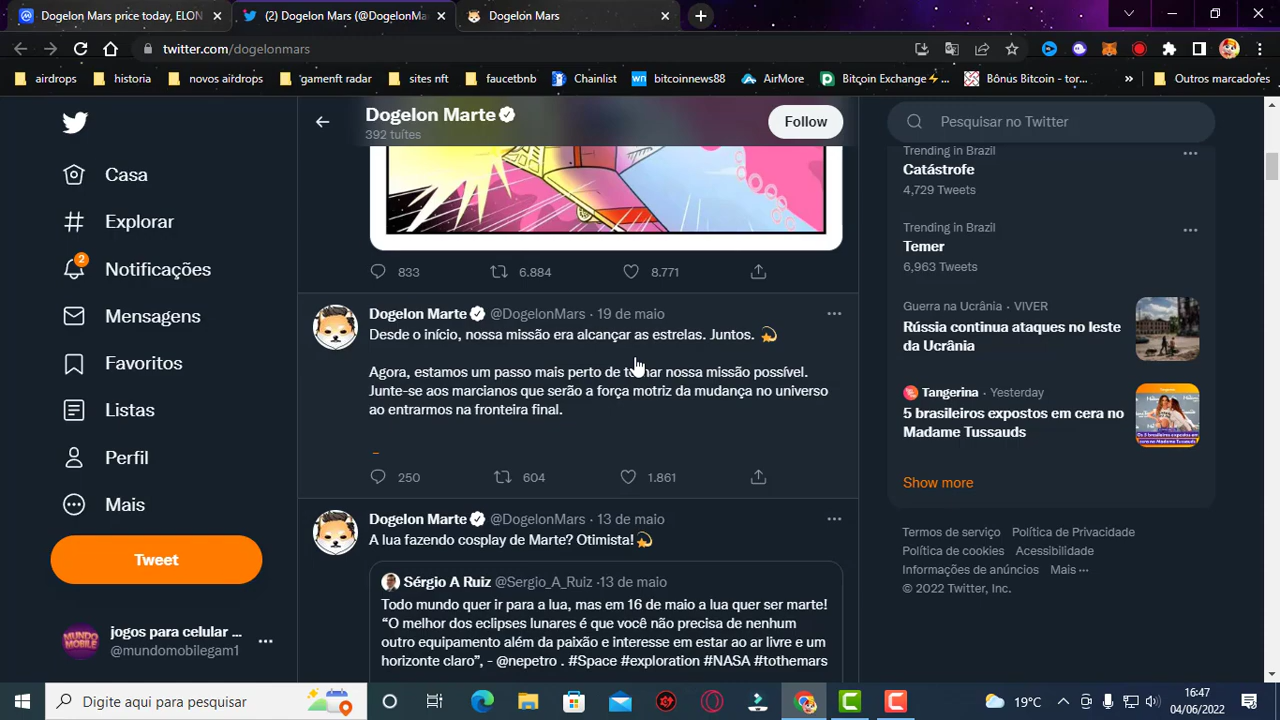 Dogelon Mars price today, ELON
(2) Dogelon Mars (@DogelonMa
Dogelon Mars
twitter.com/dogelonmars
airdrops
historia
novos airdrops
'gamenft radar
sites nft
faucetbnb
Chainlist
wn bitcoinnews88
AirMore
Bitcoin Exchange⚡...
Bônus Bitcoin - tor...
»
Outros marcadores
Dogelon Marte
392 tuítes
Follow
Pesquisar no Twitter
Casa
Explorar
2
Notificações
Mensagens
Favoritos
Listas
Perfil
Mais
Tweet
jogos para celular ...
@mundomobilegam1
833
6.884
8.771
Dogelon Marte @DogelonMars · 19 de maio
Desde o início, nossa missão era alcançar as estrelas. Juntos. 💫
Agora, estamos um passo mais perto de tornar nossa missão possível.
Junte-se aos marcianos que serão a força motriz da mudança no universo
ao entrarmos na fronteira final.
250
604
1.861
Dogelon Marte @DogelonMars · 13 de maio
A lua fazendo cosplay de Marte? Otimista!💫
Sérgio A Ruiz @Sergio_A_Ruiz ·13 de maio
Todo mundo quer ir para a lua, mas em 16 de maio a lua quer ser marte!
“O melhor dos eclipses lunares é que você não precisa de nenhum
outro equipamento além da paixão e interesse em estar ao ar livre e um
horizonte claro”, - @nepetro . #Space #exploration #NASA #tothemars
Trending in Brazil
Catástrofe
4,729 Tweets
Trending in Brazil
Temer
6,963 Tweets
Guerra na Ucrânia · VIVER
Rússia continua ataques no leste
da Ucrânia
Tangerina · Yesterday
5 brasileiros expostos em cera no
Madame Tussauds
Show more
Termos de serviço Política de Privacidade
Política de cookies Acessibilidade
Informações de anúncios Mais ···
© 2022 Twitter, Inc.
Digite aqui para pesquisar
19°C
16:47
04/06/2022